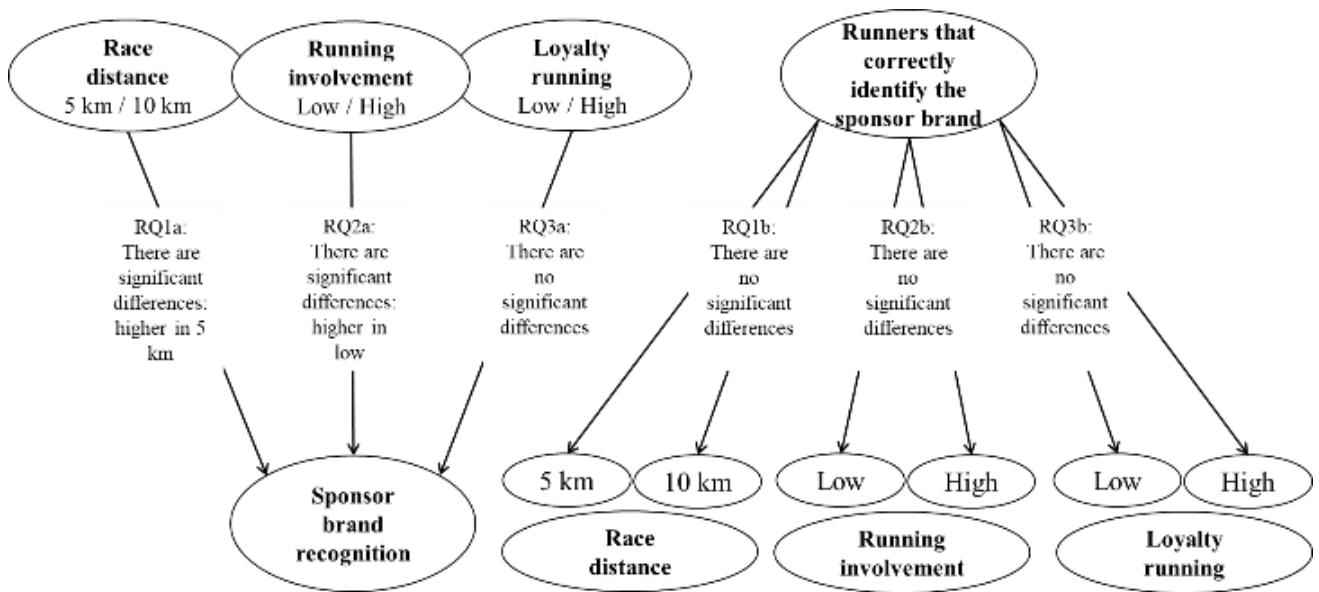 Race
distance
5 km / 10 km
Running
involvement
Low / High
Loyalty
running
Low / High
Runners that
correctly
identify the
sponsor brand
RQ1a:
There are
significant
differences:
higher in 5
km
RQ2a:
There are
significant
differences:
higher in
low
RQ3a:
There are
no
significant
differences
RQ1b:
There are
no
significant
differences
RQ2b:
There are
no
significant
differences
RQ3b:
There are
no
significant
differences
Sponsor
brand
recognition
5 km
10 km
Low
High
Low
High
Race
distance
Running
involvement
Loyalty
running